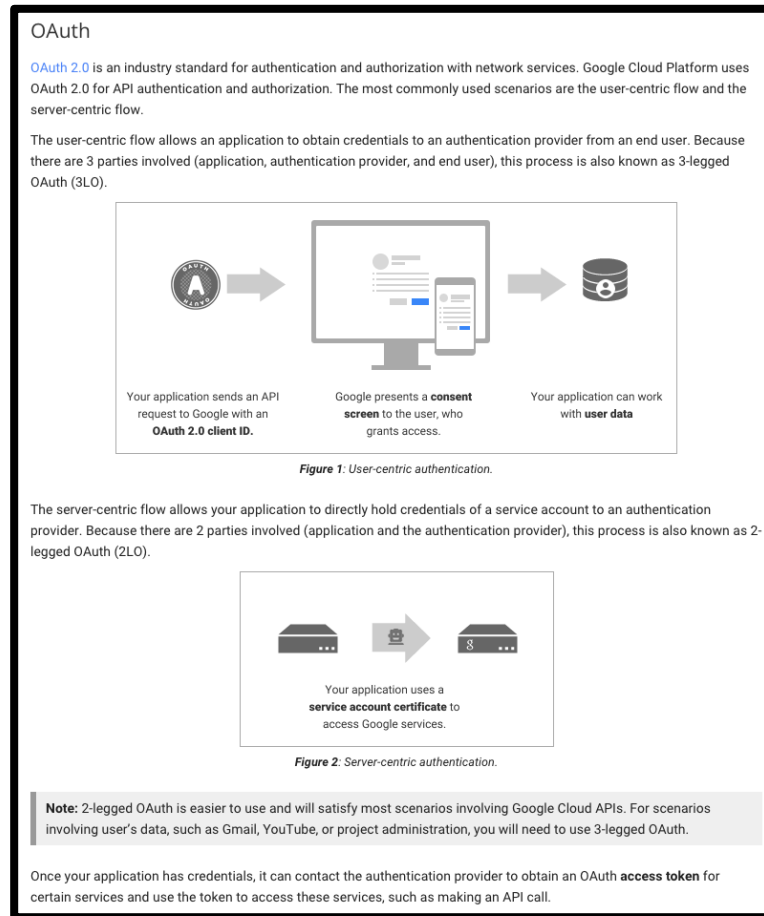 OAuth
OAuth 2.0 is an industry standard for authentication and authorization with network services. Google Cloud Platform uses
OAuth 2.0 for API authentication and authorization. The most commonly used scenarios are the user-centric flow and the
server-centric flow.
The user-centric flow allows an application to obtain credentials to an authentication provider from an end user. Because
there are 3 parties involved (application, authentication provider, and end user), this process is also known as 3-legged
OAuth (3LO).
OAUTH
A
OAUTH
Your application sends an API
request to Google with an
OAuth 2.0 client ID.
Google presents a consent
screen to the user, who
grants access.
Your application can work
with user data
Figure 1: User-centric authentication.
The server-centric flow allows your application to directly hold credentials of a service account to an authentication
provider. Because there are 2 parties involved (application and the authentication provider), this process is also known as 2-
legged OAuth (2LO).
g
Your application uses a
service account certificate to
access Google services.
Figure 2: Server-centric authentication.
Note: 2-legged OAuth is easier to use and will satisfy most scenarios involving Google Cloud APIs. For scenarios
involving user's data, such as Gmail, YouTube, or project administration, you will need to use 3-legged OAuth.
Once your application has credentials, it can contact the authentication provider to obtain an OAuth access token for
certain services and use the token to access these services, such as making an API call.